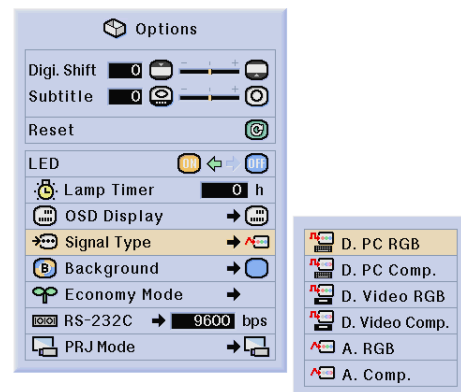 Options
Digi. Shift 0 - +
Subtitle 0 - +
Reset
LED ON OFF
Lamp Timer 0 h
OSD Display
Signal Type
B Background
Economy Mode
RS-232C 9600 bps
PRJ Mode
D. PC RGB
D. PC Comp.
D. Video RGB
D. Video Comp.
A. RGB
A. Comp.